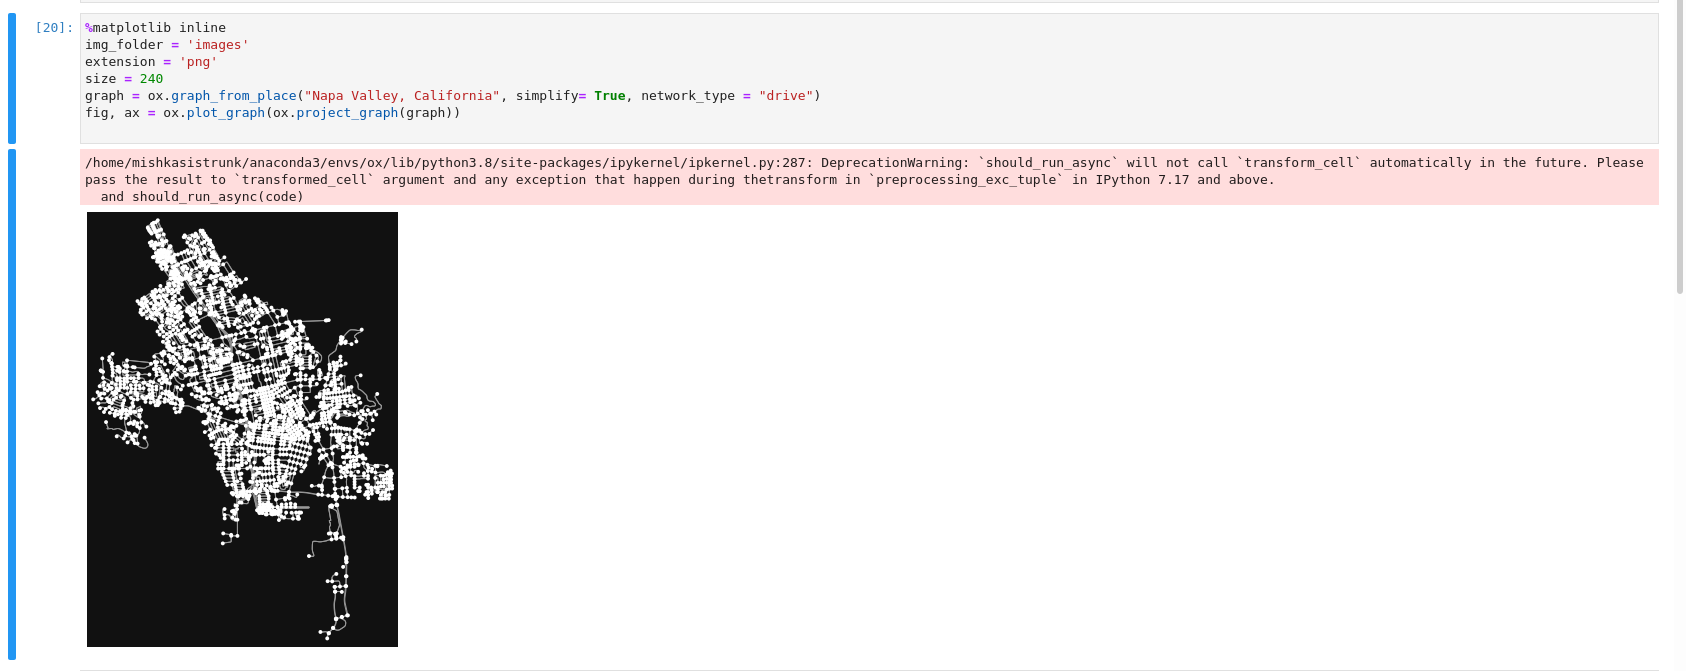 [20]:
%matplotlib inline
img_folder = 'images'
extension = 'png'
size = 240
graph = ox.graph_from_place("Napa Valley, California", simplify= True, network_type = "drive")
fig, ax = ox.plot_graph(ox.project_graph(graph))
/home/mishkasistrunk/anaconda3/envs/ox/lib/python3.8/site-packages/ipykernel/ipkernel.py:287: DeprecationWarning: `should_run_async` will not call `transform_cell` automatically in the future. Please
pass the result to `transformed_cell` argument and any exception that happen during thetransform in `preprocessing_exc_tuple` in IPython 7.17 and above.
  and should_run_async(code)